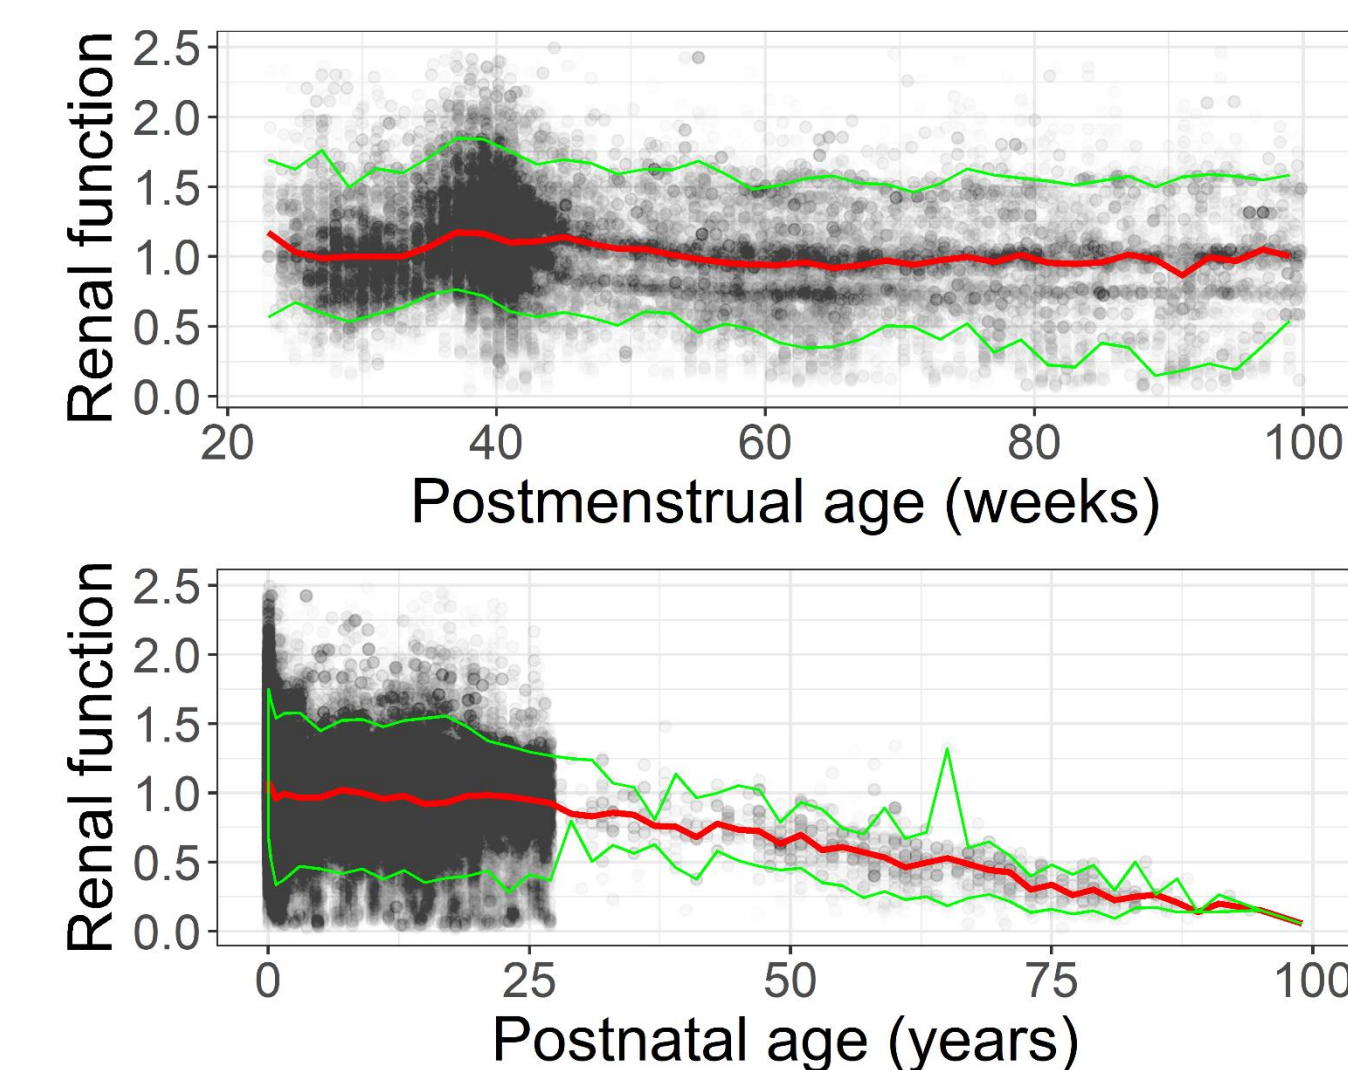 Renal function
2.5
2.0
1.5
1.0
0.5
0.0
20 40 60 80 100
Postmenstrual age (weeks)
Renal function
2.5
2.0
1.5
1.0
0.5
0.0
0 25 50 75 100
Postnatal age (years)